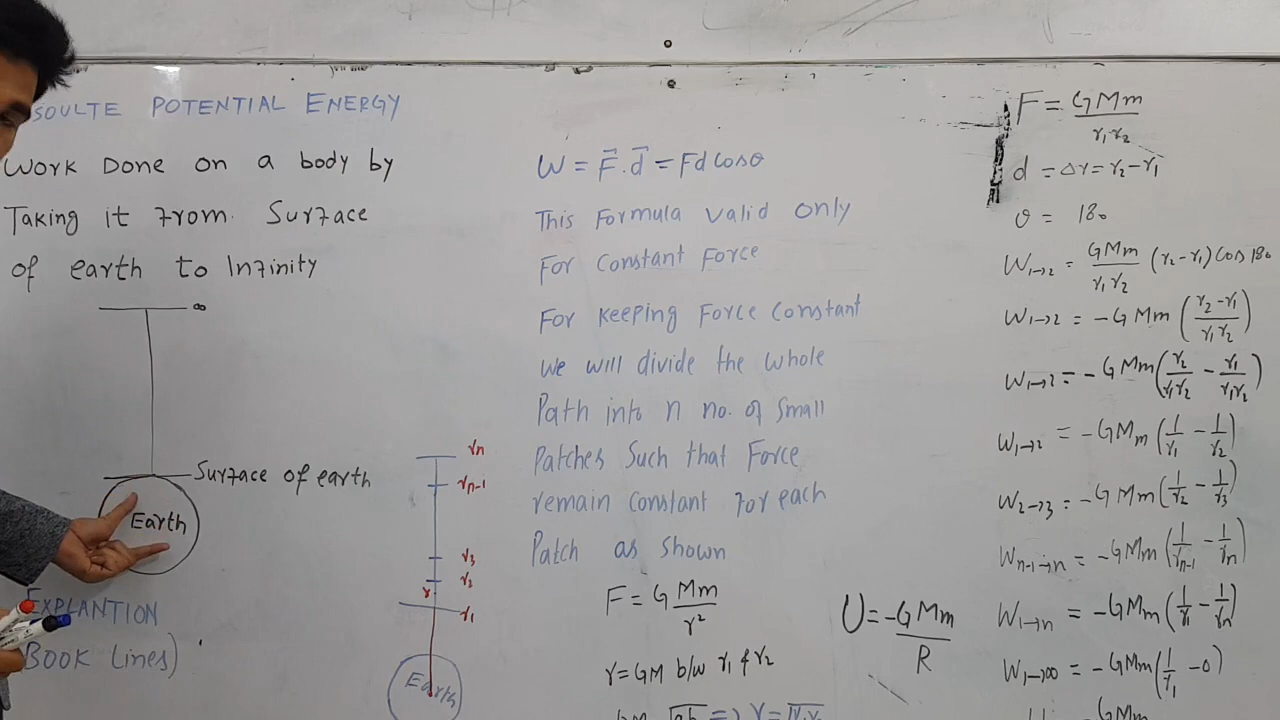 SOULTE POTENTIAL ENERGY
Work Done on a body by
Taking it from Surface
of earth to Infinity
∞
Surface of earth
Earth
EXPLANTION
BOOK Lines)
rn
rn-1
r3
r2
r
r1
Earth
W = F⃗ . d⃗ = Fd Cosθ
This Formula valid only
For Constant Force
For Keeping Force Constant
We will divide the whole
Path into n no. of Small
Patches Such that Force
remain Constant For each
Patch as shown
F = G Mm / r²
r = GM b/w r1 & r2
U = -GMm / R
F = GMm / r1r2
d = Δr = r2 - r1
θ = 180
W1→2 = GMm / r1r2 (r2 - r1) Cos 180
W1→2 = -GMm (r2 - r1 / r1r2)
W1→2 = -GMm (r2 / r1r2 - r1 / r1r2)
W1→2 = -GMm (1/r1 - 1/r2)
W2→3 = -GMm (1/r2 - 1/r3)
Wn-1→n = -GMm (1/rn-1 - 1/rn)
W1→n = -GMm (1/r1 - 1/rn)
W1→∞ = -GMm (1/r1 - 0)